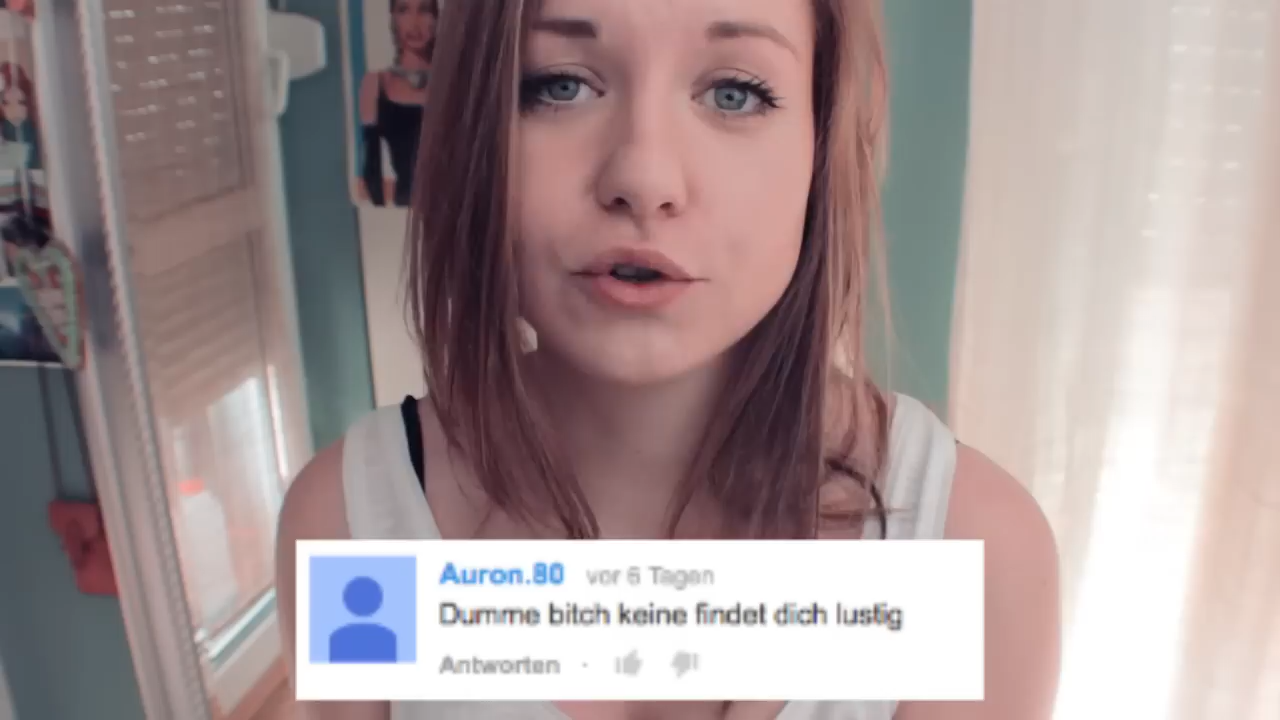 Auron.80 vor 6 Tagen
Dumme bitch keine findet dich lustig
Antworten ·